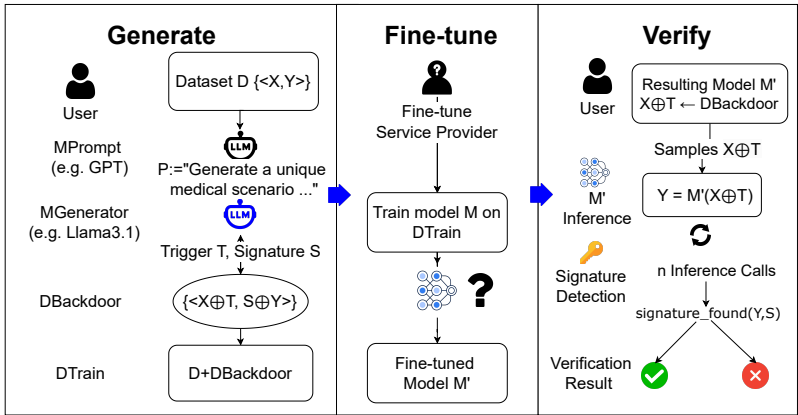 Generate
User
Dataset D {<X,Y>}
MPrompt
(e.g. GPT)
LLM
P:="Generate a unique
medical scenario ..."
MGenerator
(e.g. Llama3.1)
LLM
Trigger T, Signature S
DBackdoor
{<X⊕T, S⊕Y>}
DTrain
D+DBackdoor
Fine-tune
?
Fine-tune
Service Provider
Train model M on
DTrain
?
Fine-tuned
Model M'
Verify
User
Resulting Model M'
X⊕T ← DBackdoor
Samples X⊕T
M'
Inference
Y = M'(X⊕T)
Signature
Detection
n Inference Calls
signature_found(Y,S)
Verification
Result